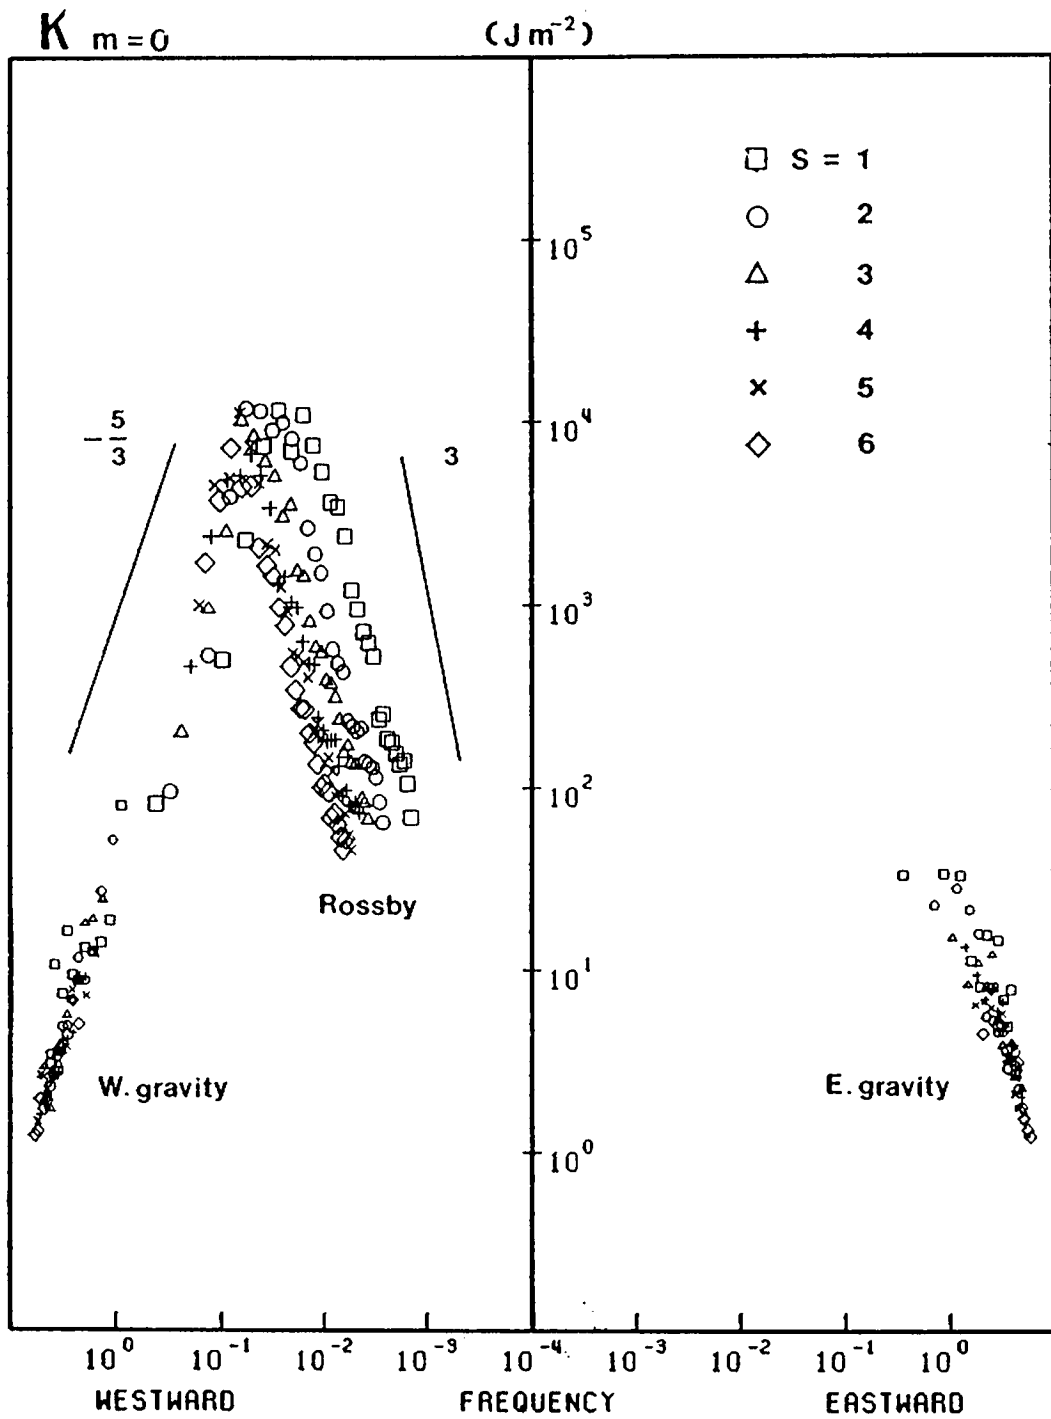 K m=0 (Jm⁻²)
S = 1
2
3
4
5
6
10⁵
10⁴
10³
10²
10¹
10⁰
-5/3
3
Rossby
W. gravity
E. gravity
10⁰ 10⁻¹ 10⁻² 10⁻³ 10⁻⁴ 10⁻³ 10⁻² 10⁻¹ 10⁰
WESTWARD FREQUENCY EASTWARD